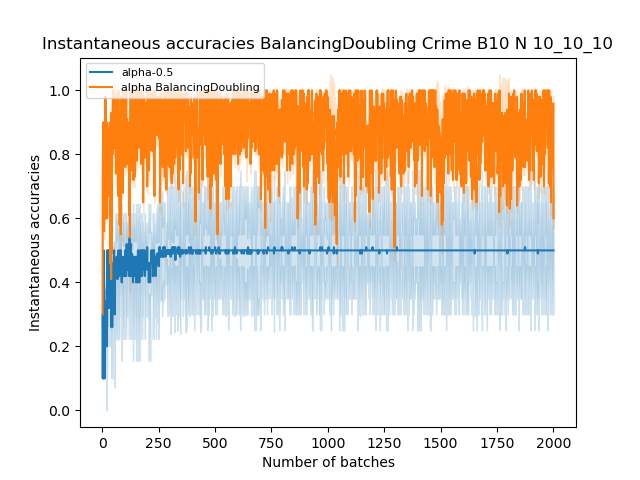 Instantaneous accuracies BalancingDoubling Crime B10 N 10_10_10
alpha-0.5
alpha BalancingDoubling
1.0
0.8
0.6
0.4
0.2
0.0
Instantaneous accuracies
0 250 500 750 1000 1250 1500 1750 2000
Number of batches